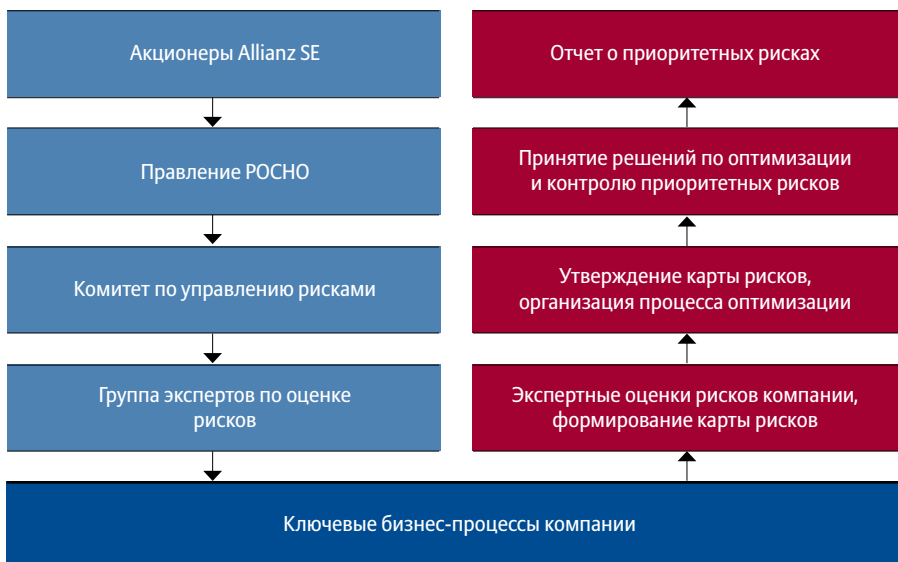 Акционеры Allianz SE
Отчет о приоритетных рисках
Правление РОСНО
Принятие решений по оптимизации
и контролю приоритетных рисков
Комитет по управлению рисками
Утверждение карты рисков,
организация процесса оптимизации
Группа экспертов по оценке
рисков
Экспертные оценки рисков компании,
формирование карты рисков
Ключевые бизнес-процессы компании